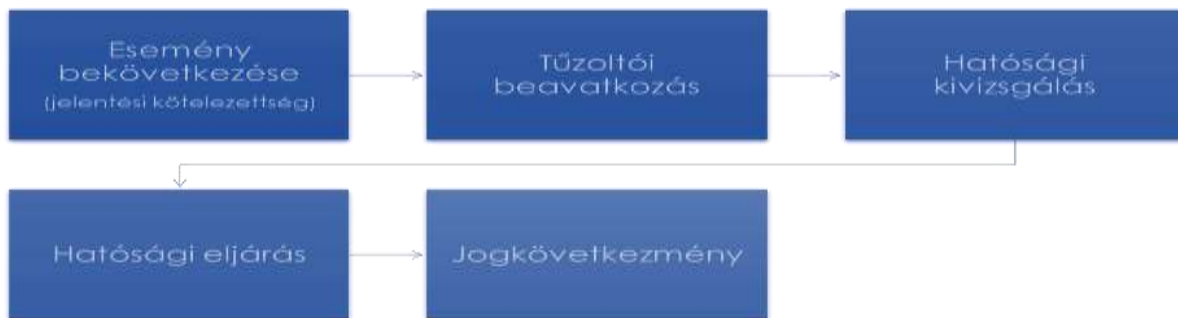 Esemény
bekövetkezése
(jelentési kötelezettség)
Tűzoltói
beavatkozás
Hatósági
kivizsgálás
Hatósági eljárás
Jogkövetkezmény